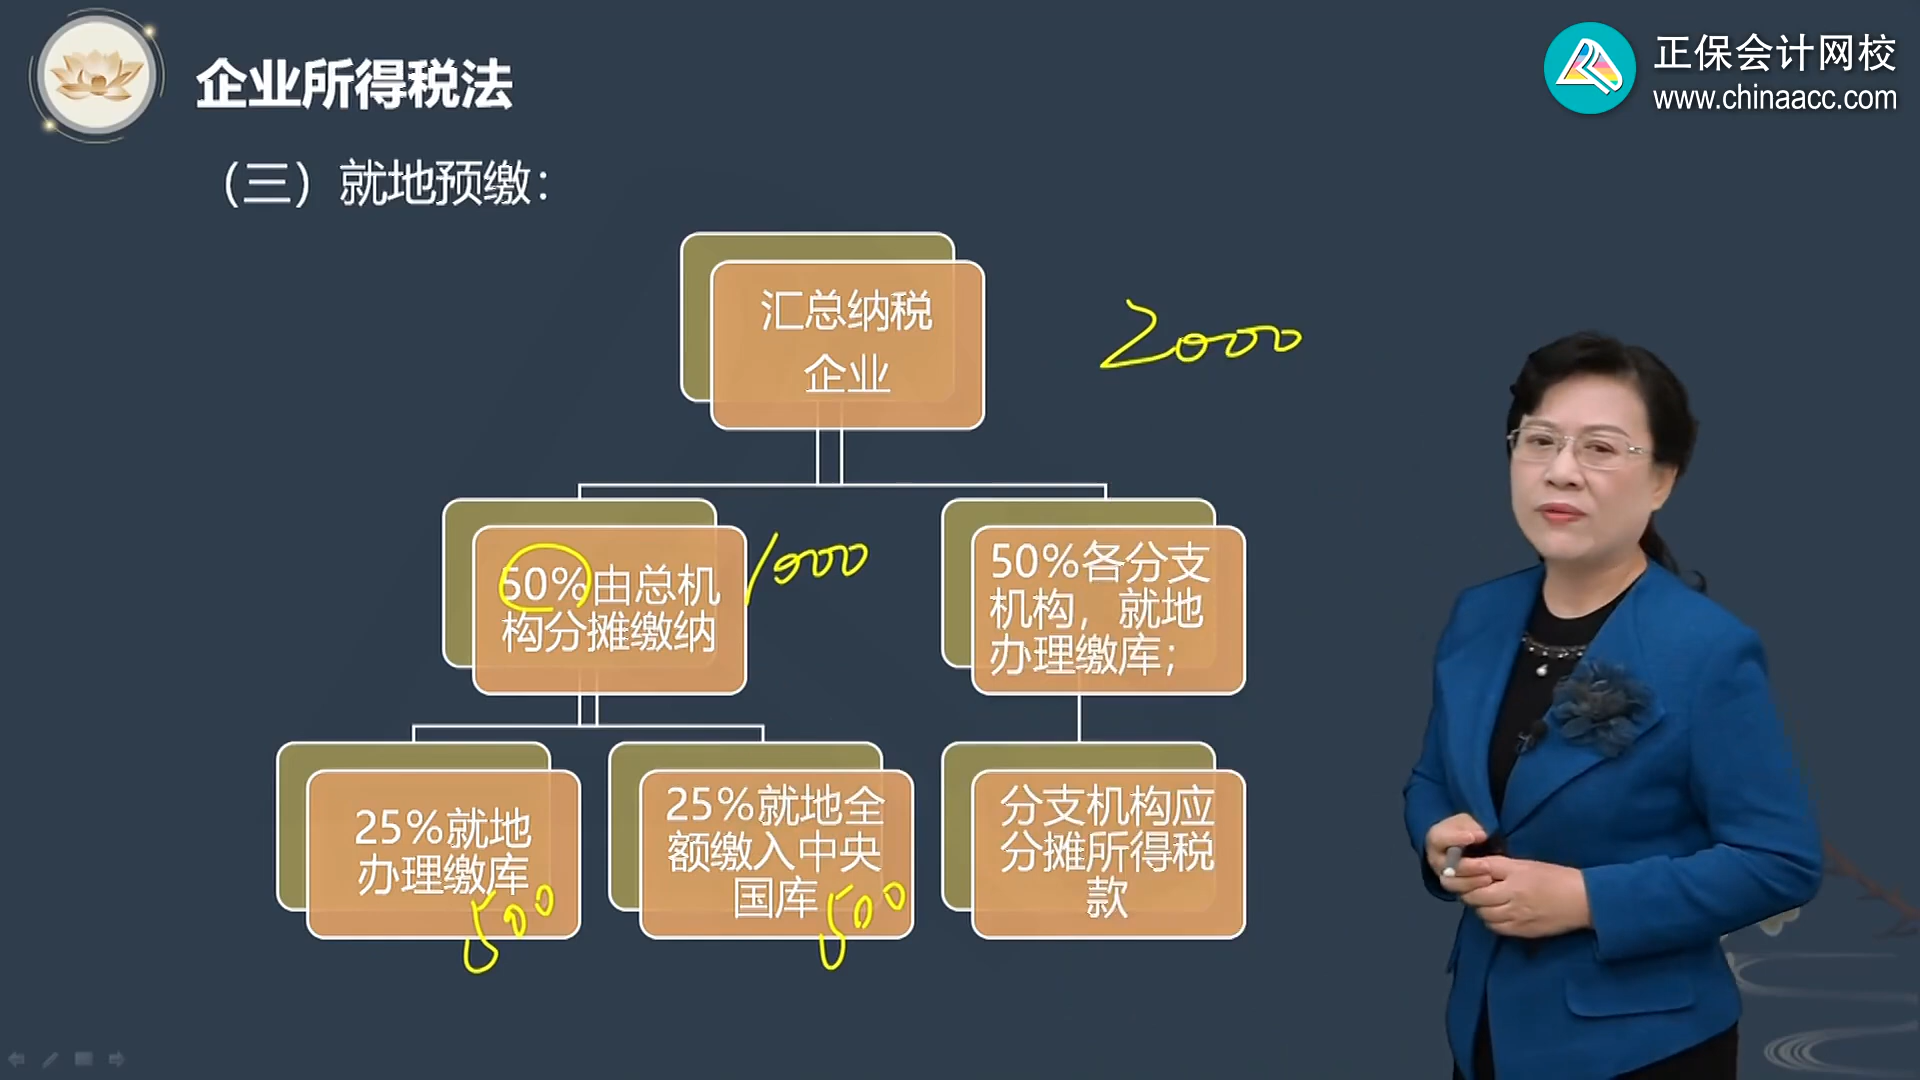 企业所得税法
正保会计网校
www.chinaacc.com
（三）就地预缴：
汇总纳税
企业
2000
50%由总机
构分摊缴纳
1000
50%各分支
机构，就地
办理缴库；
25%就地
办理缴库
500
25%就地全
额缴入中央
国库
500
分支机构应
分摊所得税
款